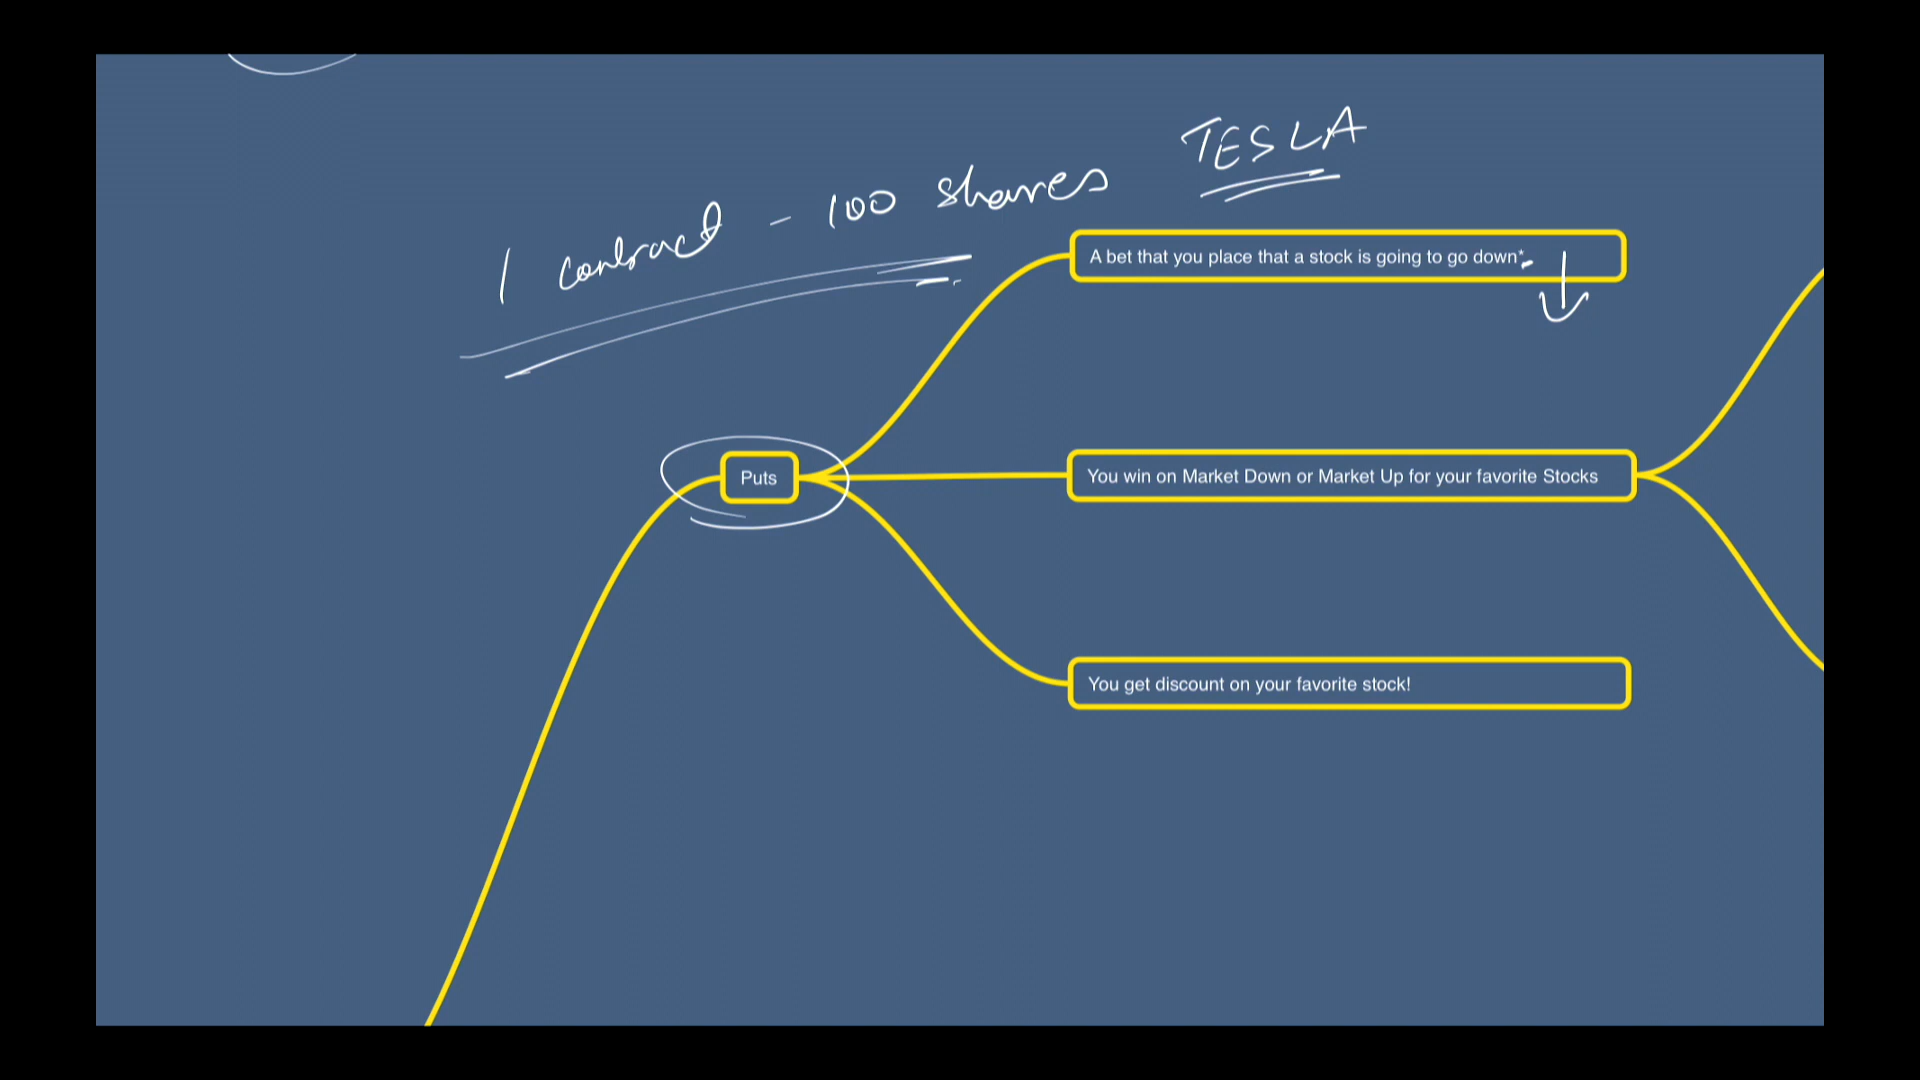 TESLA
1 contract - 100 shares
A bet that you place that a stock is going to go down*
Puts
You win on Market Down or Market Up for your favorite Stocks
You get discount on your favorite stock!